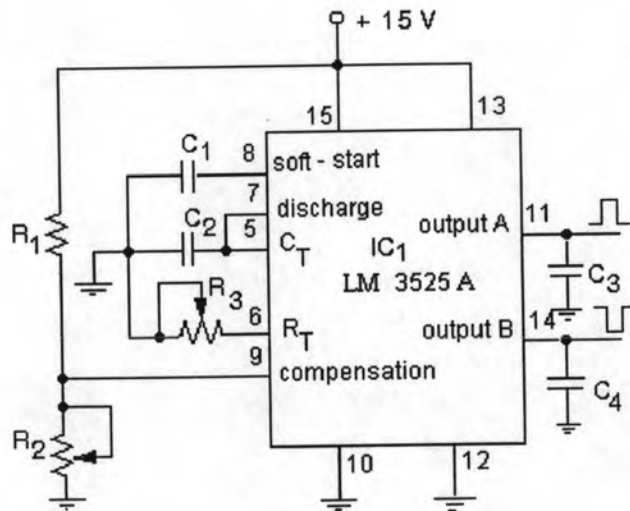 + 15 V
15
13
C1
8
soft - start
7
discharge
R1
C2
5
CT
output A
11
IC1
LM 3525 A
C3
R3
6
RT
output B
14
9
compensation
C4
R2
10
12